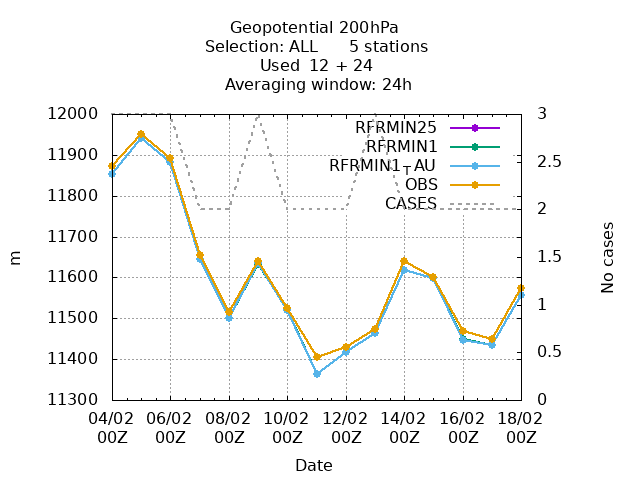 Geopotential 200hPa
Selection: ALL 5 stations
Used 12 + 24
Averaging window: 24h
12000
11900
11800
11700
11600
11500
11400
11300
m
3
2.5
2
1.5
1
0.5
0
No cases
RFRMIN25
RFRMIN1
RFRMIN1_AU
OBS
CASES
04/02 06/02 08/02 10/02 12/02 14/02 16/02 18/02
00Z 00Z 00Z 00Z 00Z 00Z 00Z 00Z
Date